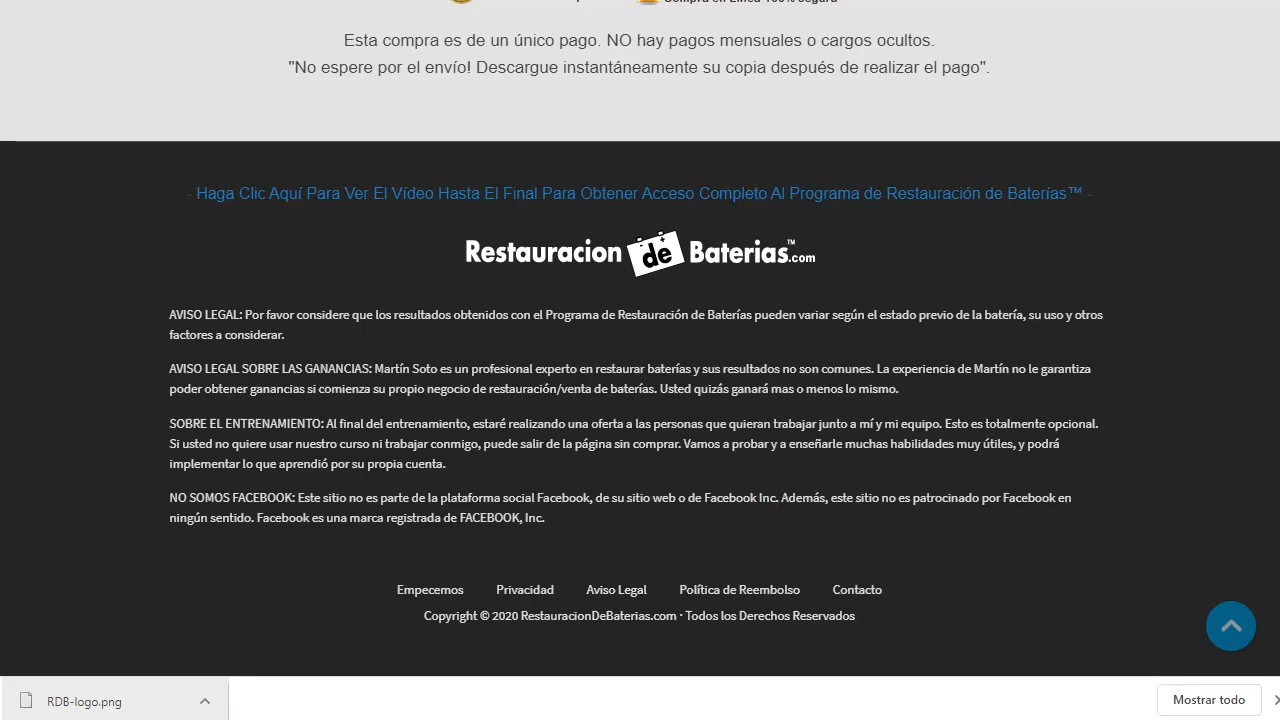 Compra en Línea 100% Segura
Esta compra es de un único pago. NO hay pagos mensuales o cargos ocultos.
"No espere por el envío! Descargue instantáneamente su copia después de realizar el pago".
- Haga Clic Aquí Para Ver El Vídeo Hasta El Final Para Obtener Acceso Completo Al Programa de Restauración de Baterías™ -
Restauracion de Baterias™.com
AVISO LEGAL: Por favor considere que los resultados obtenidos con el Programa de Restauración de Baterías pueden variar según el estado previo de la batería, su uso y otros
factores a considerar.
AVISO LEGAL SOBRE LAS GANANCIAS: Martín Soto es un profesional experto en restaurar baterías y sus resultados no son comunes. La experiencia de Martín no le garantiza
poder obtener ganancias si comienza su propio negocio de restauración/venta de baterías. Usted quizás ganará mas o menos lo mismo.
SOBRE EL ENTRENAMIENTO: Al final del entrenamiento, estaré realizando una oferta a las personas que quieran trabajar junto a mí y mi equipo. Esto es totalmente opcional.
Si usted no quiere usar nuestro curso ni trabajar conmigo, puede salir de la página sin comprar. Vamos a probar y a enseñarle muchas habilidades muy útiles, y podrá
implementar lo que aprendió por su propia cuenta.
NO SOMOS FACEBOOK: Este sitio no es parte de la plataforma social Facebook, de su sitio web o de Facebook Inc. Además, este sitio no es patrocinado por Facebook en
ningún sentido. Facebook es una marca registrada de FACEBOOK, Inc.
Empecemos Privacidad Aviso Legal Política de Reembolso Contacto
Copyright © 2020 RestauracionDeBaterias.com · Todos los Derechos Reservados
RDB-logo.png Mostrar todo